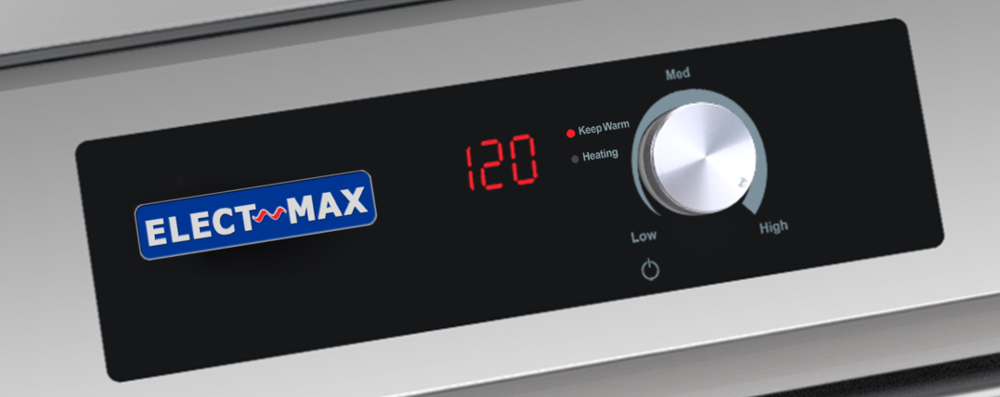 Med
120
Keep Warm
Heating
ELECT MAX
Low
High